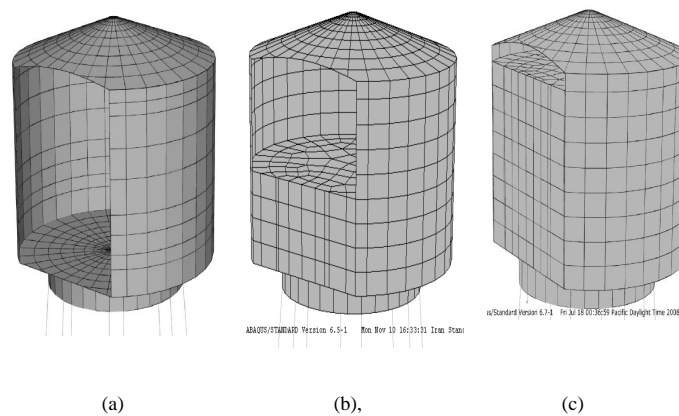 ABAQUS/STANDARD Version 6.5-1 Mon Nov 10 16:33:31 Iran Stan
us/Standard Version 6.7-1 Fri Jul 18 00:36:59 Pacific Daylight Time 2008
(a) (b), (c)